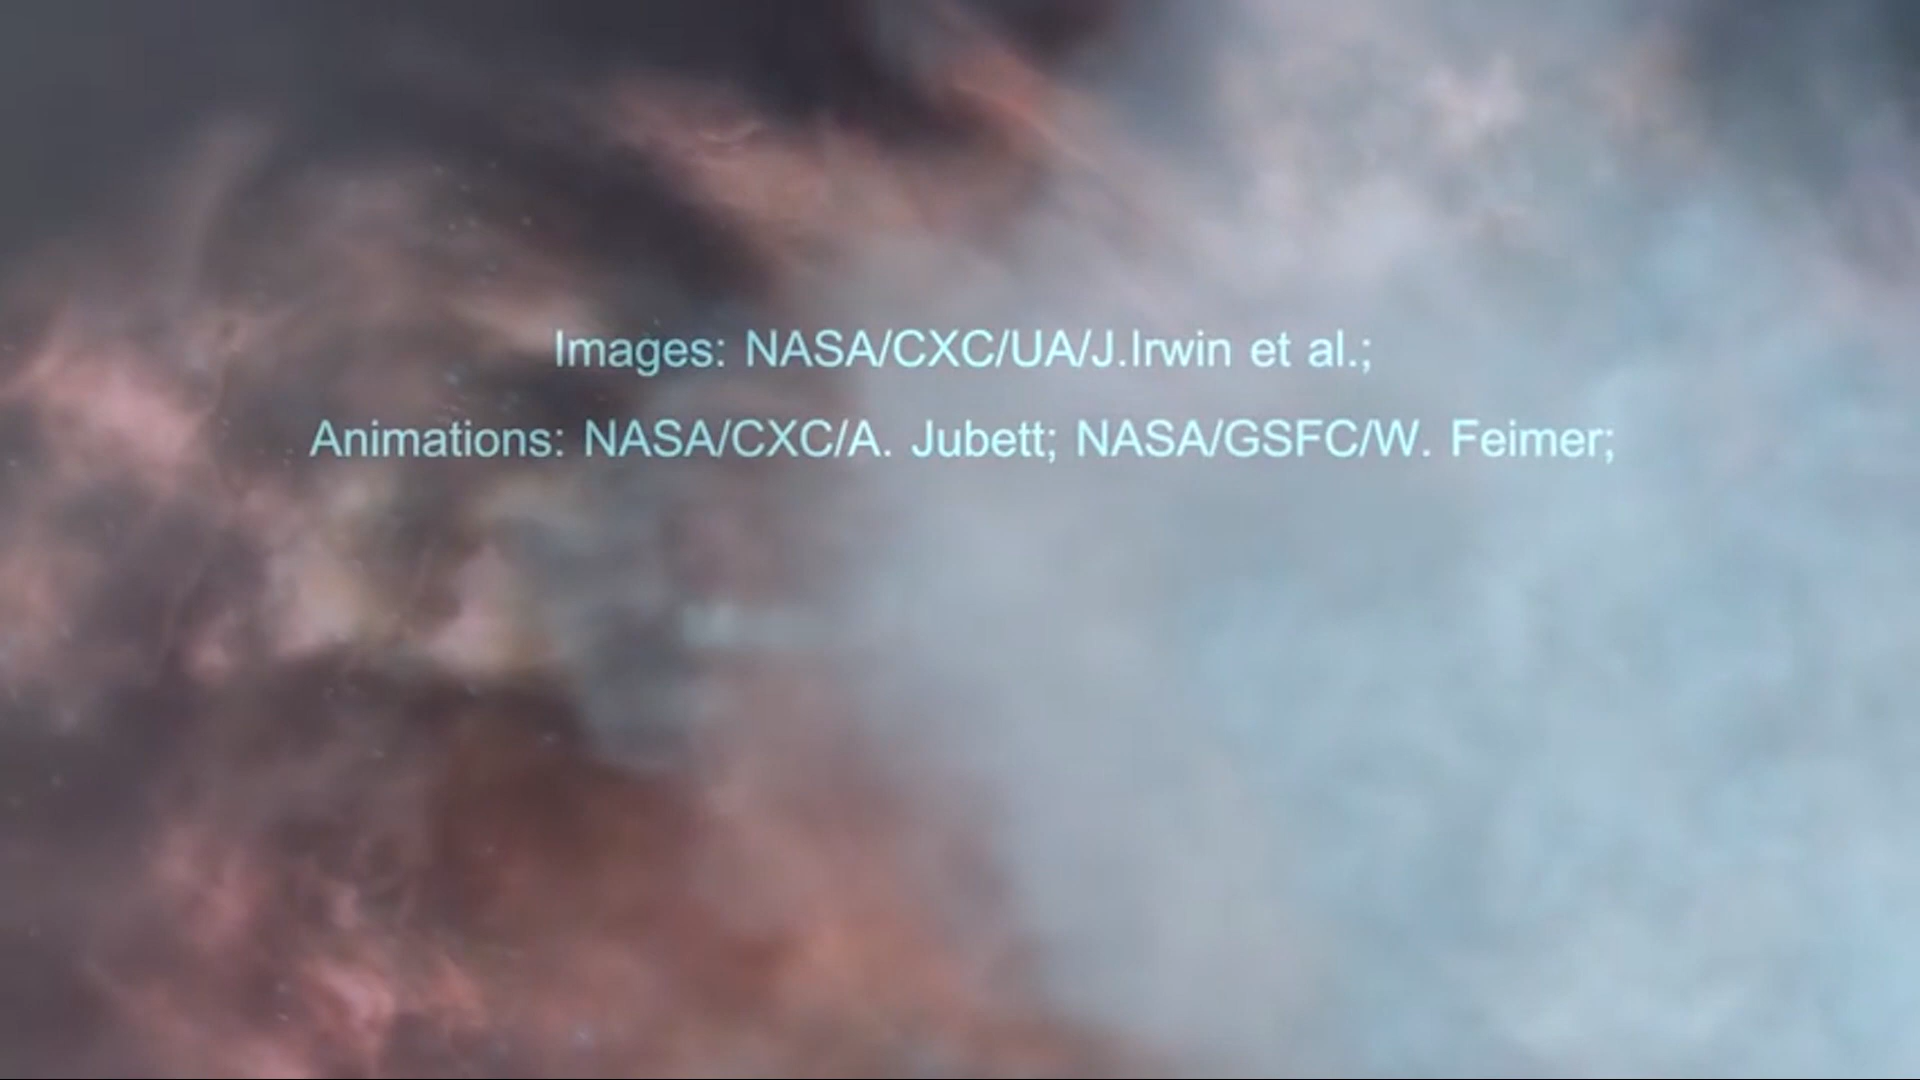 Images: NASA/CXC/UA/J.Irwin et al.;
Animations: NASA/CXC/A. Jubett; NASA/GSFC/W. Feimer;